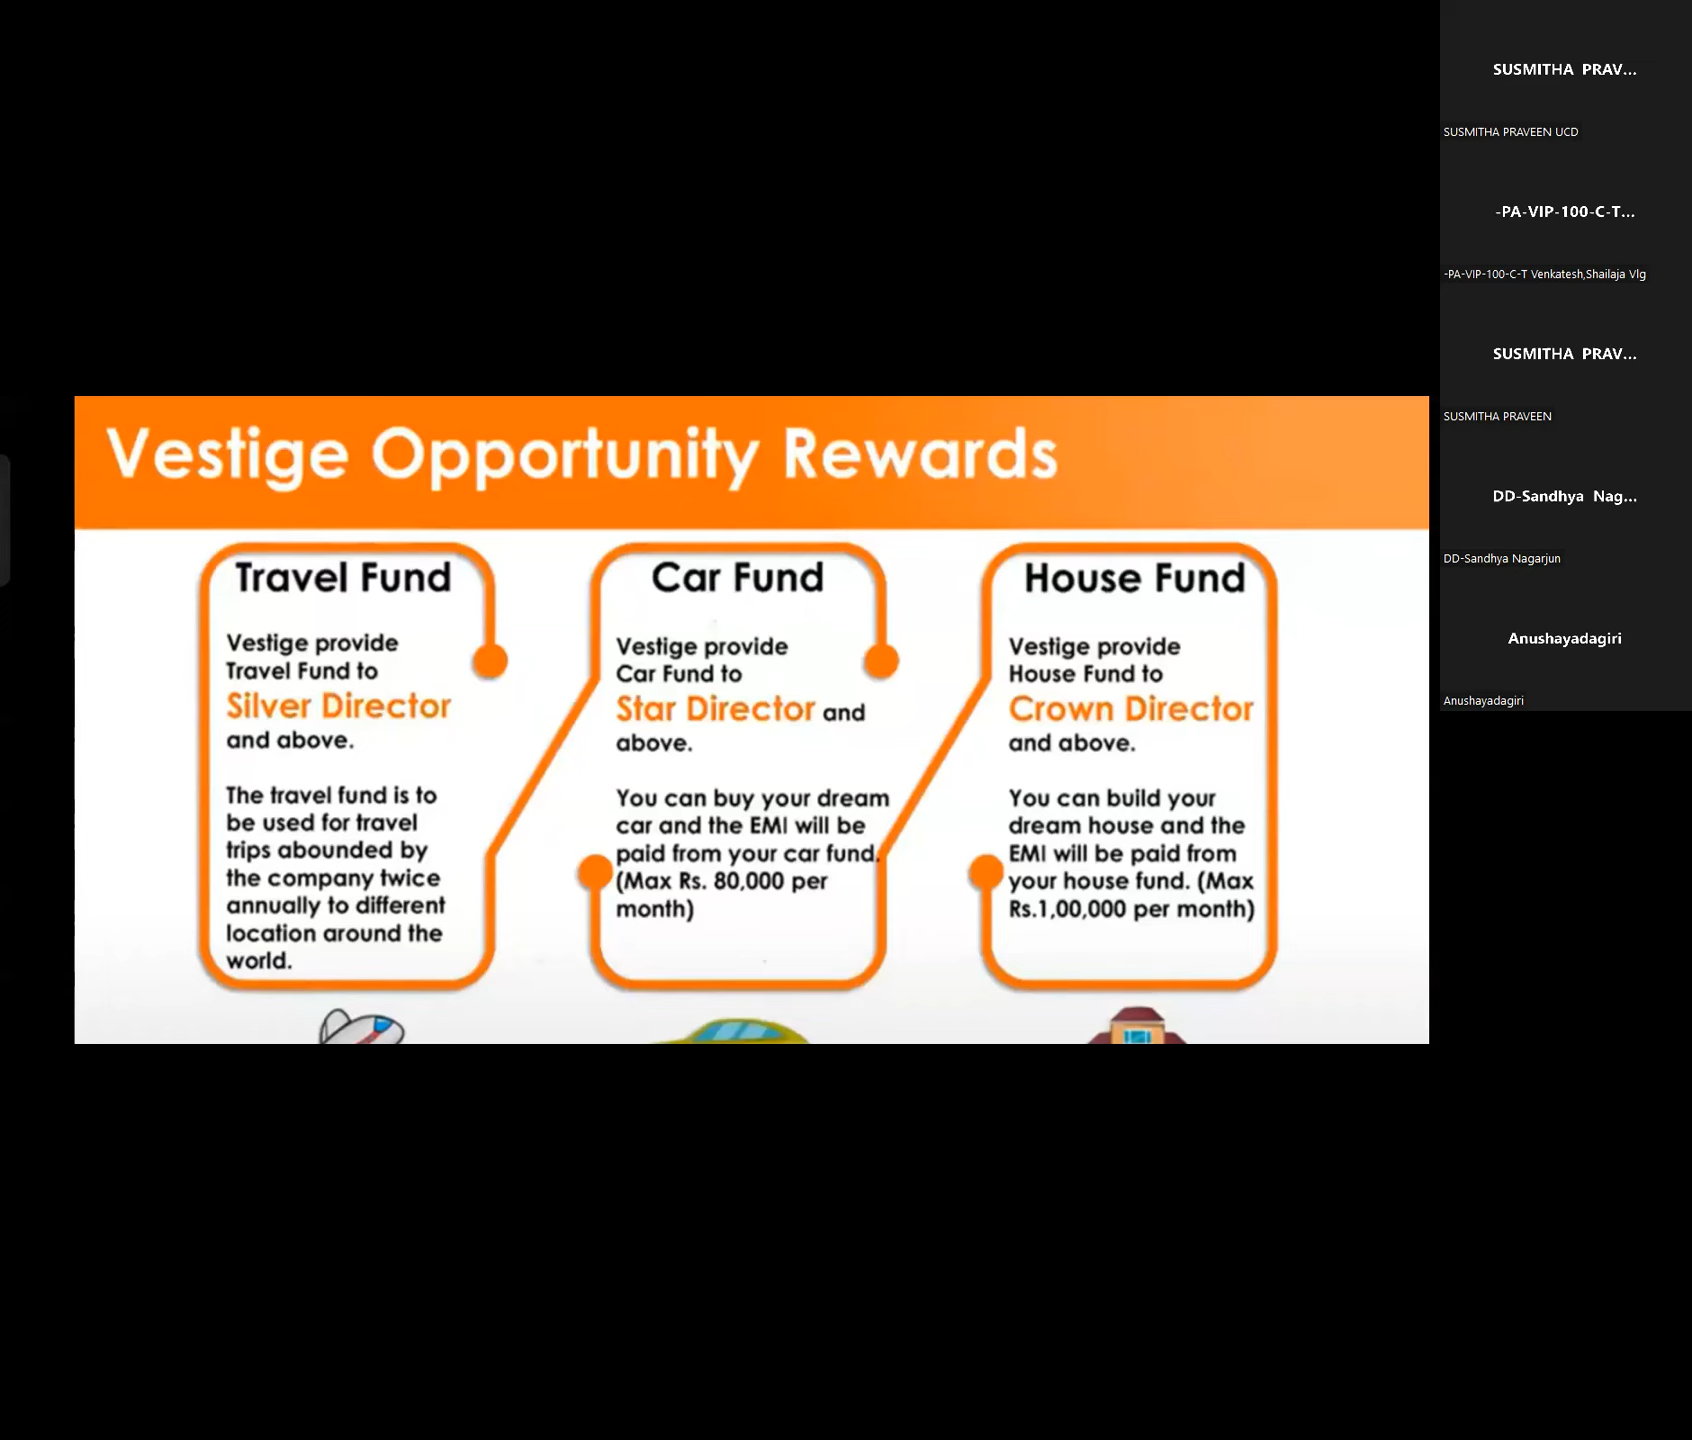 Vestige Opportunity Rewards
Travel Fund
Vestige provide
Travel Fund to
Silver Director
and above.
The travel fund is to
be used for travel
trips abounded by
the company twice
annually to different
location around the
world.
Car Fund
Vestige provide
Car Fund to
Star Director and
above.
You can buy your dream
car and the EMI will be
paid from your car fund.
(Max Rs. 80,000 per
month)
House Fund
Vestige provide
House Fund to
Crown Director
and above.
You can build your
dream house and the
EMI will be paid from
your house fund. (Max
Rs.1,00,000 per month)
SUSMITHA PRAV...
SUSMITHA PRAVEEN UCD
-PA-VIP-100-C-T...
-PA-VIP-100-C-T Venkatesh,Shailaja Vlg
SUSMITHA PRAV...
SUSMITHA PRAVEEN
DD-Sandhya Nag...
DD-Sandhya Nagarjun
Anushayadagiri
Anushayadagiri